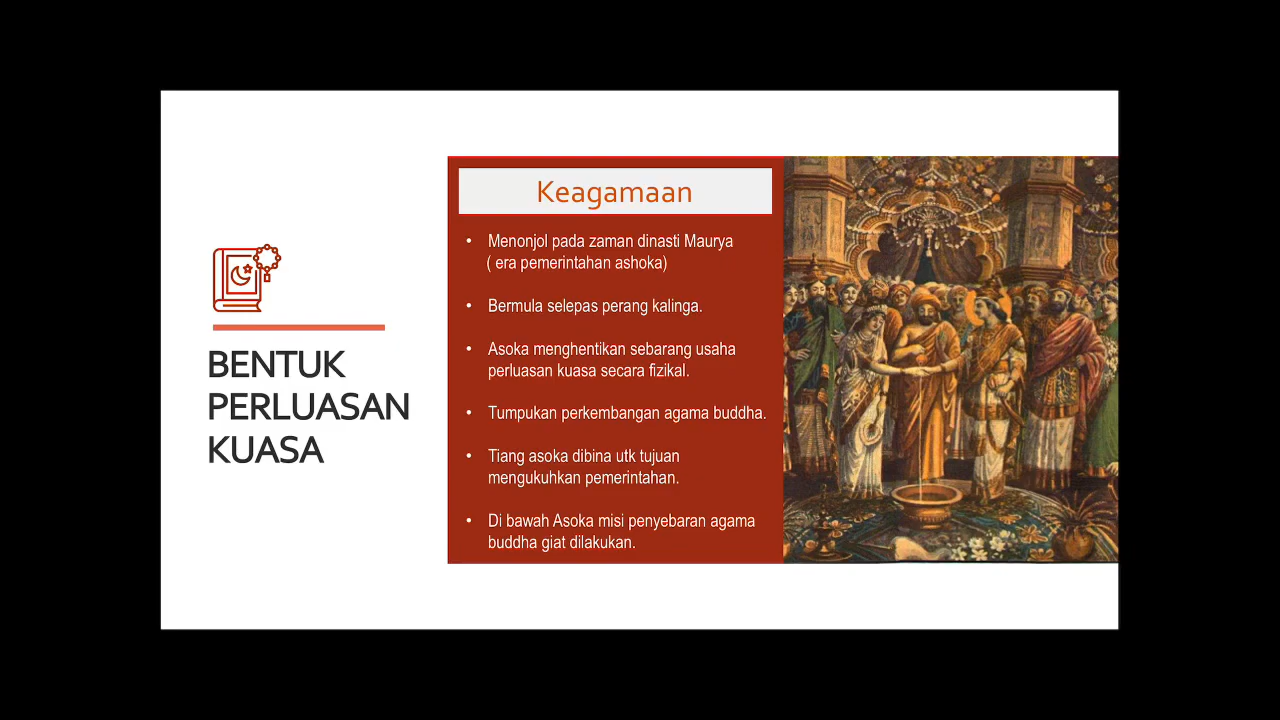 BENTUK
PERLUASAN
KUASA
Keagamaan
• Menonjol pada zaman dinasti Maurya
( era pemerintahan ashoka)
• Bermula selepas perang kalinga.
• Asoka menghentikan sebarang usaha
perluasan kuasa secara fizikal.
• Tumpukan perkembangan agama buddha.
• Tiang asoka dibina utk tujuan
mengukuhkan pemerintahan.
• Di bawah Asoka misi penyebaran agama
buddha giat dilakukan.